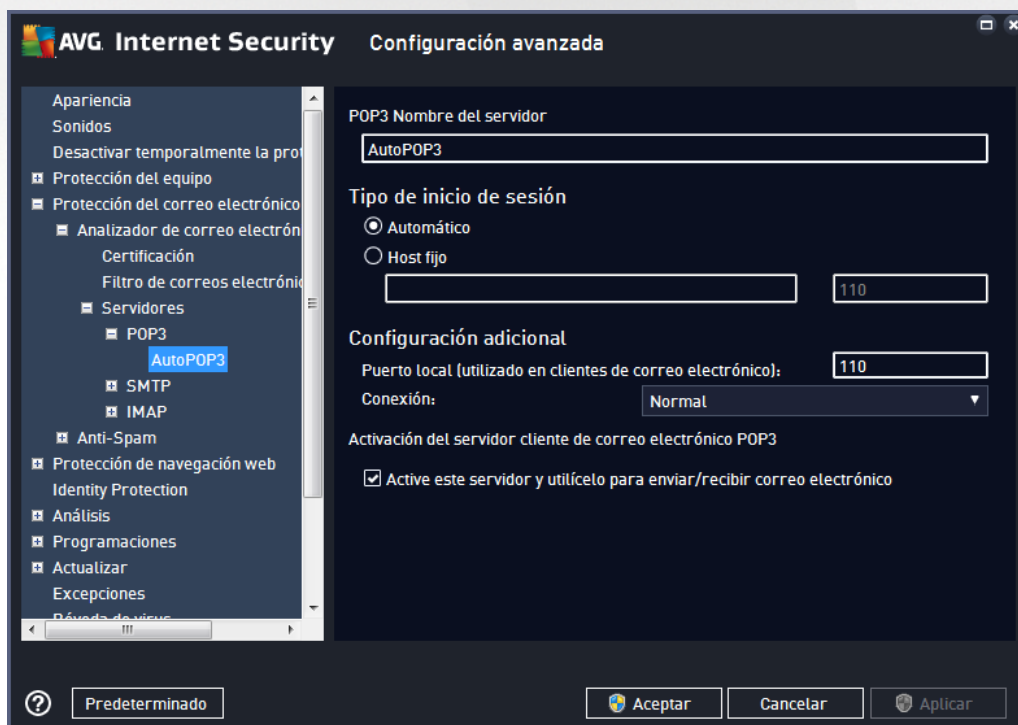 AVG. Internet Security Configuración avanzada
Apariencia
Sonidos
Desactivar temporalmente la prot
Protección del equipo
Protección del correo electrónico
Analizador de correo electrón
Certificación
Filtro de correos electrónic
Servidores
POP3
AutoPOP3
SMTP
IMAP
Anti-Spam
Protección de navegación web
Identity Protection
Análisis
Programaciones
Actualizar
Excepciones
Bóveda de virus
POP3 Nombre del servidor
AutoPOP3
Tipo de inicio de sesión
Automático
Host fijo
110
Configuración adicional
Puerto local (utilizado en clientes de correo electrónico): 110
Conexión: Normal
Activación del servidor cliente de correo electrónico POP3
Active este servidor y utilícelo para enviar/recibir correo electrónico
? Predeterminado Aceptar Cancelar Aplicar